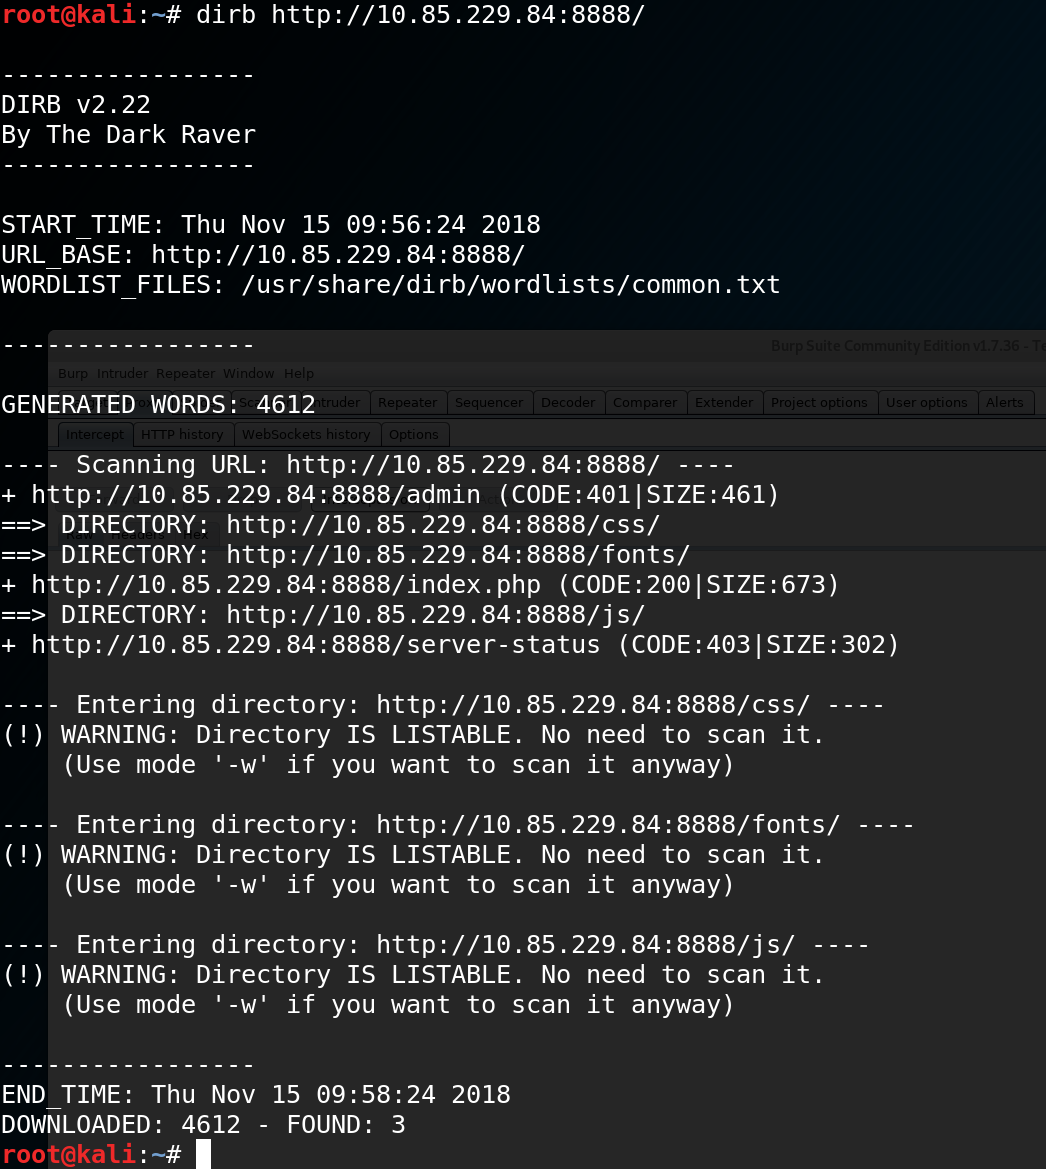 root@kali:~# dirb http://10.85.229.84:8888/
-----------------
DIRB v2.22
By The Dark Raver
-----------------
START_TIME: Thu Nov 15 09:56:24 2018
URL_BASE: http://10.85.229.84:8888/
WORDLIST_FILES: /usr/share/dirb/wordlists/common.txt
-----------------
Burp Suite Community Edition v1.7.36 - Te
Burp Intruder Repeater Window Help
GENERATED WORDS: 4612
Repeater Sequencer Decoder Comparer Extender Project options User options Alerts
Intercept HTTP history WebSockets history Options
---- Scanning URL: http://10.85.229.84:8888/ ----
+ http://10.85.229.84:8888/admin (CODE:401|SIZE:461)
==> DIRECTORY: http://10.85.229.84:8888/css/
Raw Headers Hex
==> DIRECTORY: http://10.85.229.84:8888/fonts/
+ http://10.85.229.84:8888/index.php (CODE:200|SIZE:673)
==> DIRECTORY: http://10.85.229.84:8888/js/
+ http://10.85.229.84:8888/server-status (CODE:403|SIZE:302)
---- Entering directory: http://10.85.229.84:8888/css/ ----
(!) WARNING: Directory IS LISTABLE. No need to scan it.
(Use mode '-w' if you want to scan it anyway)
---- Entering directory: http://10.85.229.84:8888/fonts/ ----
(!) WARNING: Directory IS LISTABLE. No need to scan it.
(Use mode '-w' if you want to scan it anyway)
---- Entering directory: http://10.85.229.84:8888/js/ ----
(!) WARNING: Directory IS LISTABLE. No need to scan it.
(Use mode '-w' if you want to scan it anyway)
-----------------
END_TIME: Thu Nov 15 09:58:24 2018
DOWNLOADED: 4612 - FOUND: 3
root@kali:~#